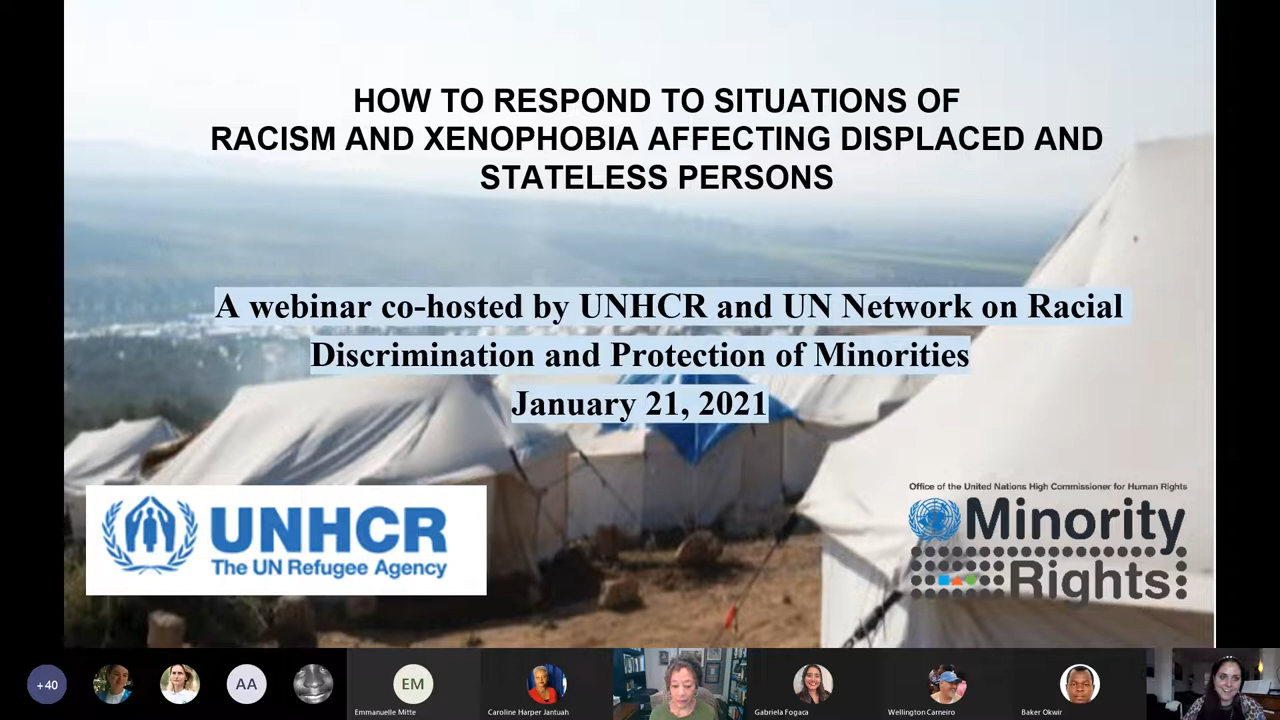 HOW TO RESPOND TO SITUATIONS OF
RACISM AND XENOPHOBIA AFFECTING DISPLACED AND
STATELESS PERSONS
A webinar co-hosted by UNHCR and UN Network on Racial
Discrimination and Protection of Minorities
January 21, 2021
UNHCR
The UN Refugee Agency
Office of the United Nations High Commissioner for Human Rights
Minority
Rights
+40
AA
EM
Emmanuelle Mitte
Caroline Harper Jantuah
Gabriela Fogaca
Wellington Carneiro
Baker Okwir